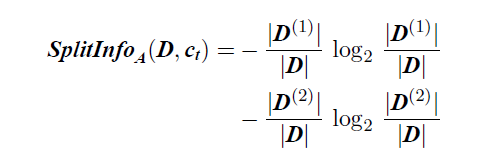 SplitInfo_A(D, c_t) = − |D^(1)| / |D| log_2 |D^(1)| / |D|
− |D^(2)| / |D| log_2 |D^(2)| / |D|